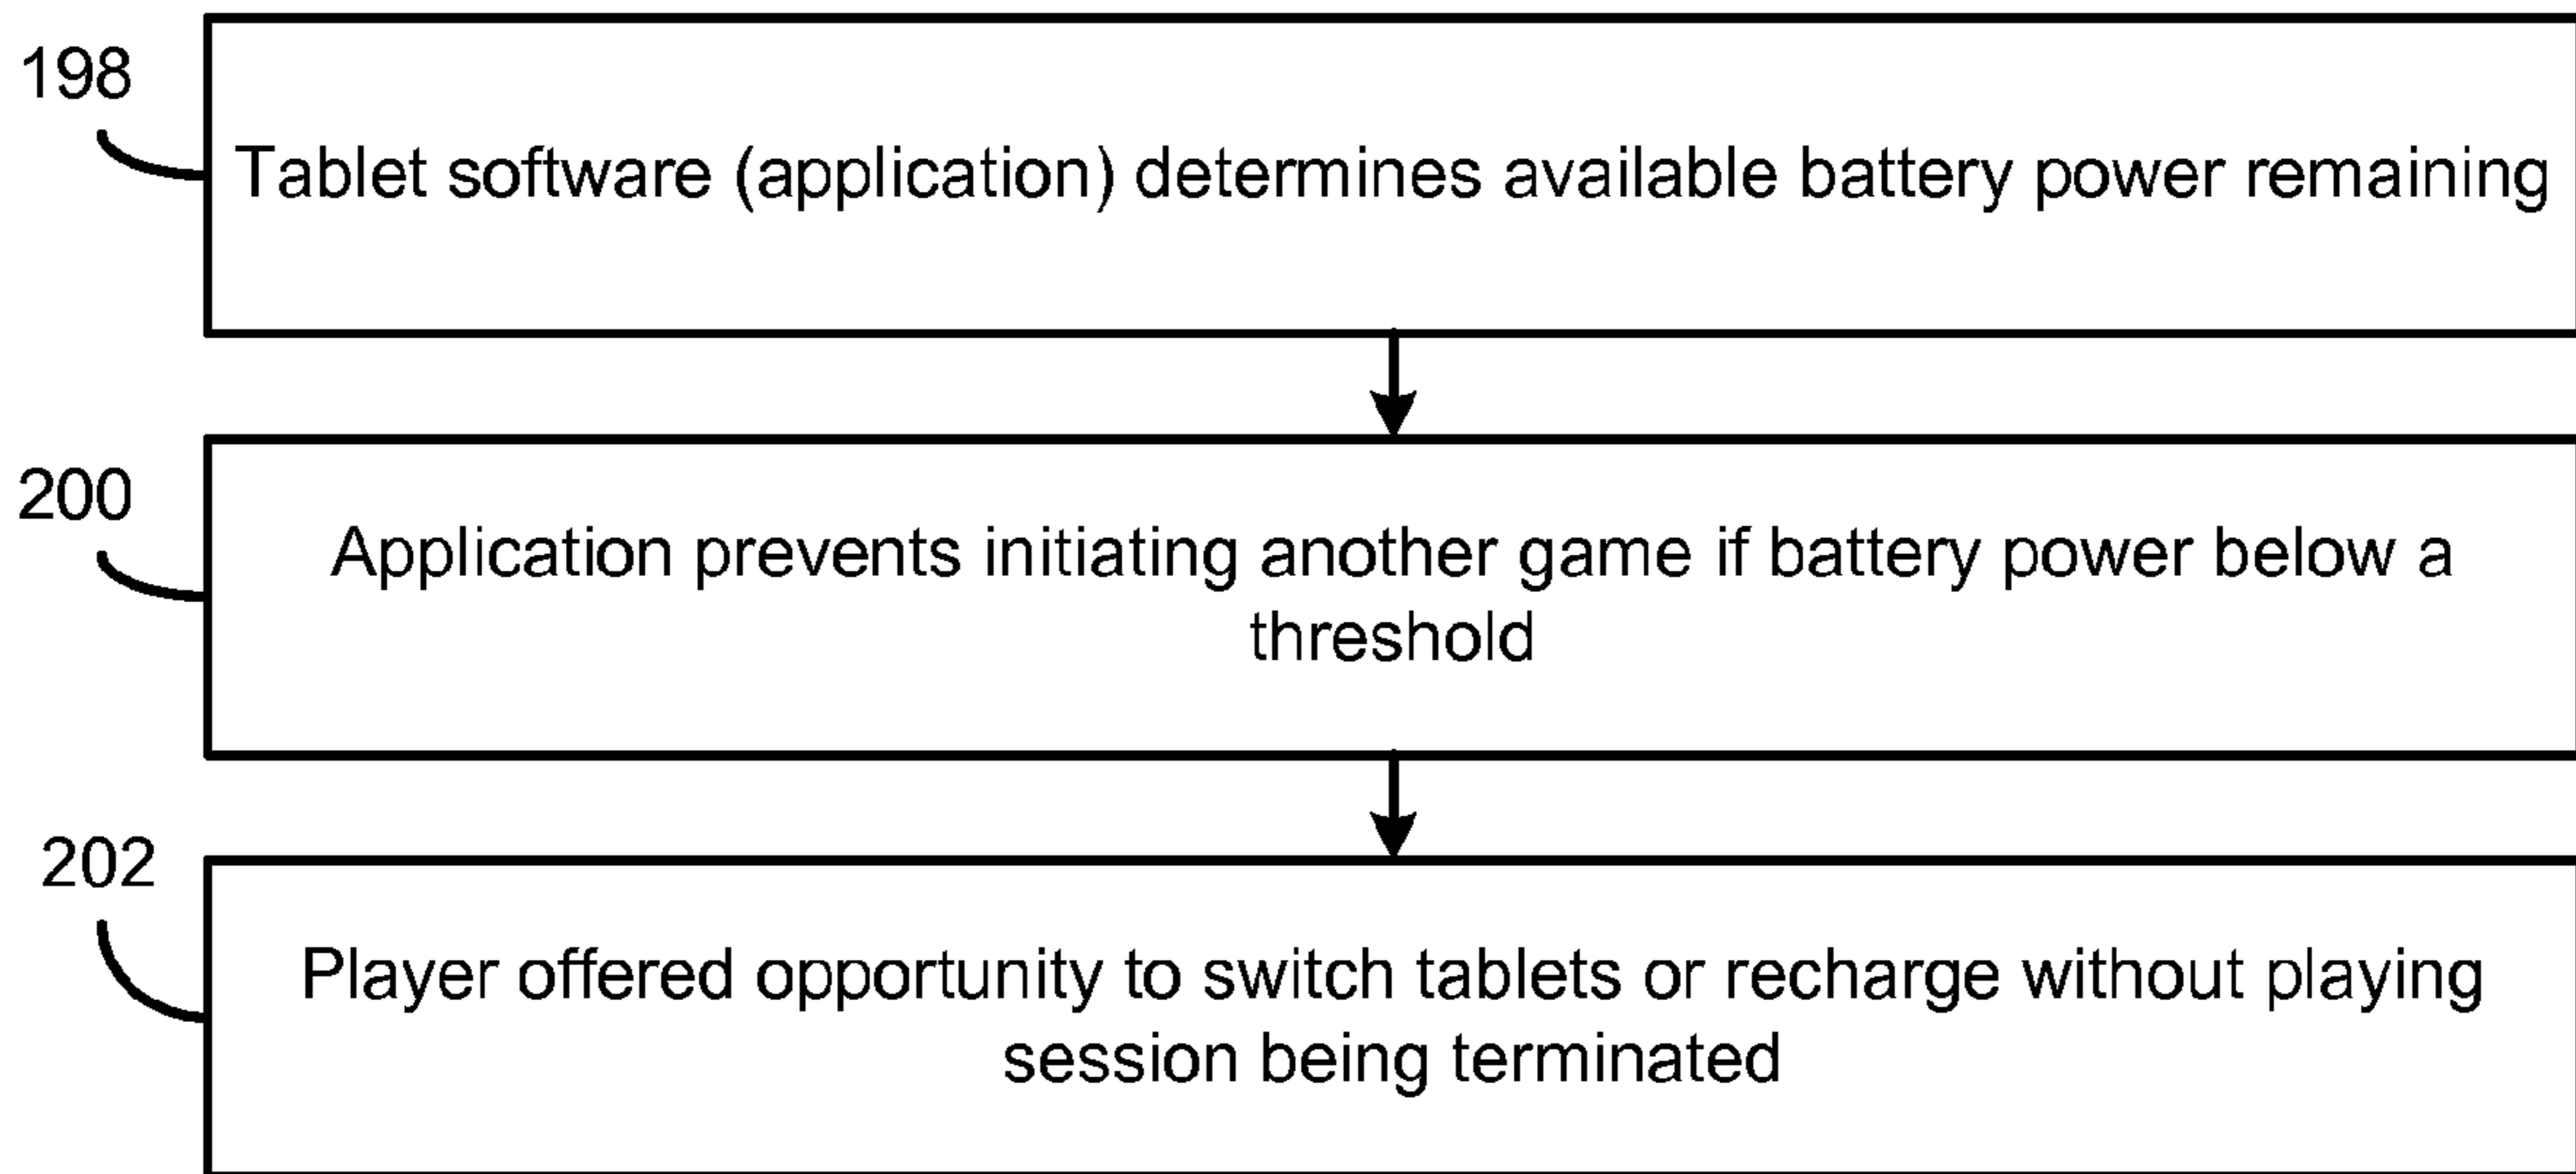 198
Tablet software (application) determines available battery power remaining
200
Application prevents initiating another game if battery power below a
threshold
202
Player offered opportunity to switch tablets or recharge without playing
session being terminated